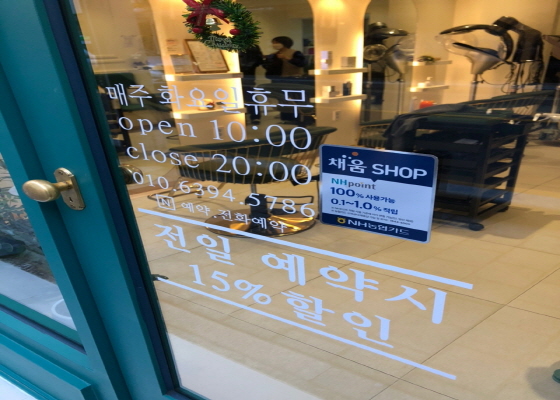 매주화요일휴무
open 10:00
close 20:00
010.6394.5786
N 예약 전화예약
전일 예약시
15% 할인
채움 SHOP
NHpoint
100% 사용가능
0.1~1.0% 적립
NH농협카드